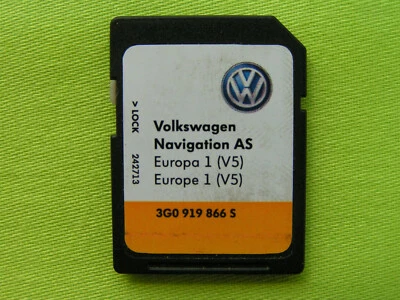 > LOCK
242713
Volkswagen
Navigation AS
Europa 1 (V5)
Europe 1 (V5)
3G0 919 866 S